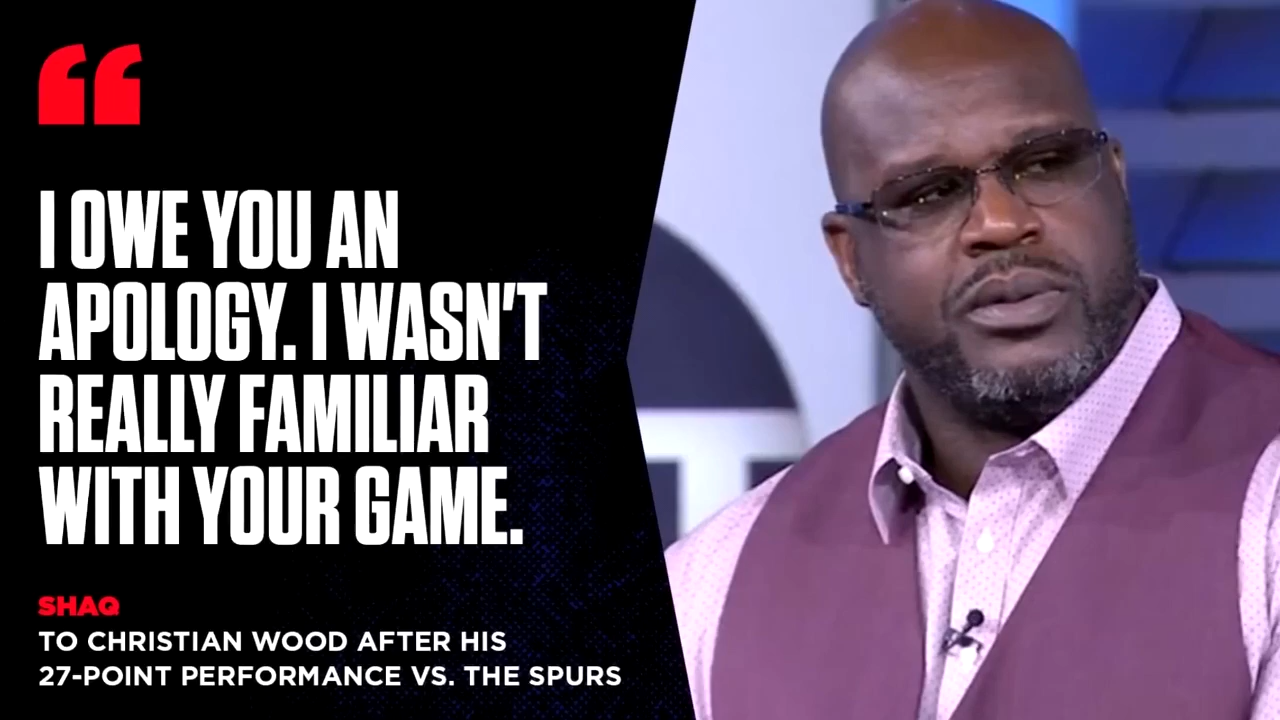 “
I OWE YOU AN
APOLOGY. I WASN'T
REALLY FAMILIAR
WITH YOUR GAME.
SHAQ
TO CHRISTIAN WOOD AFTER HIS
27-POINT PERFORMANCE VS. THE SPURS